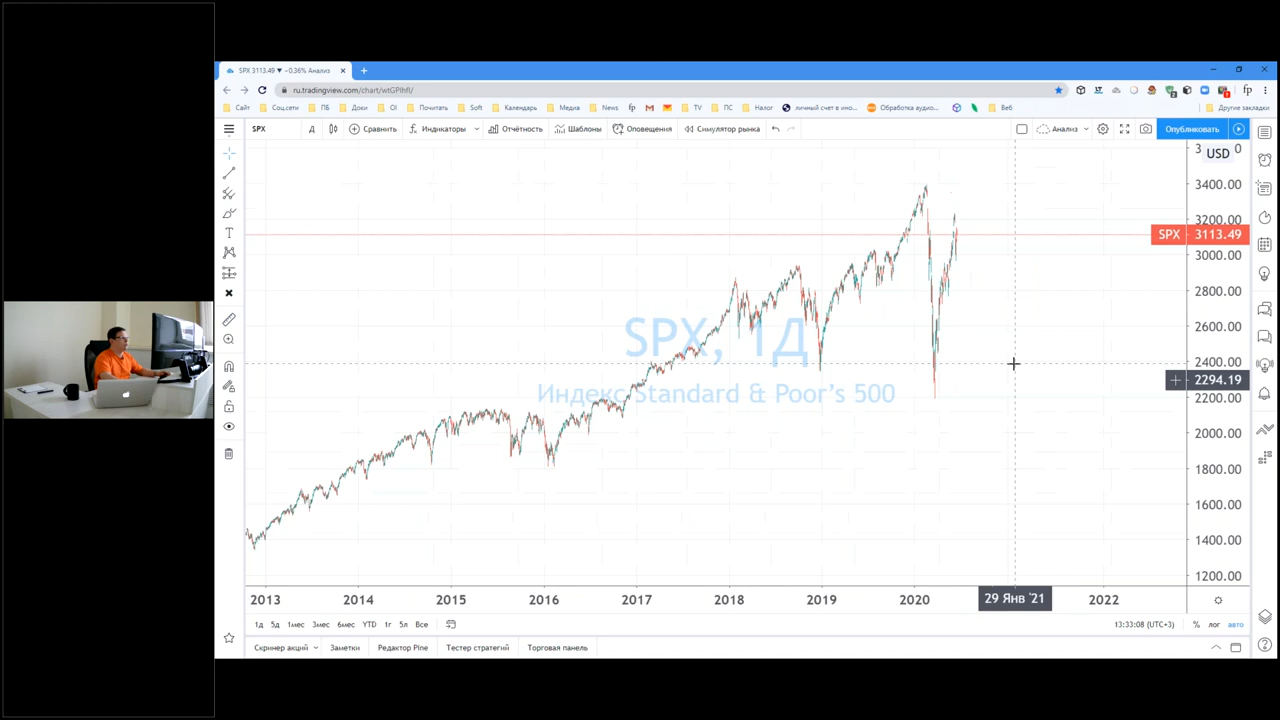 SPX 3113.49 ▼ −0.36% Анализ
ru.tradingview.com/chart/wtGPlhfI/
fp
Сайт Соц.сети ПБ Доки OI Почитать Soft Календарь Медиа News fp TV ПС Налог личный счет в ино... Обработка аудио... Веб Другие закладки
SPX Д Сравнить Индикаторы Отчётность Шаблоны Оповещения Симулятор рынка Анализ Опубликовать
USD
3400.00
3200.00
SPX 3113.49
3000.00
2800.00
2600.00
SPX, 1Д
2400.00
2294.19
Индекс Standard & Poor's 500
2200.00
2000.00
1800.00
1600.00
1400.00
1200.00
2013 2014 2015 2016 2017 2018 2019 2020 29 Янв '21 2022
1д 5д 1мес 3мес 6мес YTD 1г 5л Все 13:33:08 (UTC+3) % лог авто
Скринер акций Заметки Редактор Pine Тестер стратегий Торговая панель